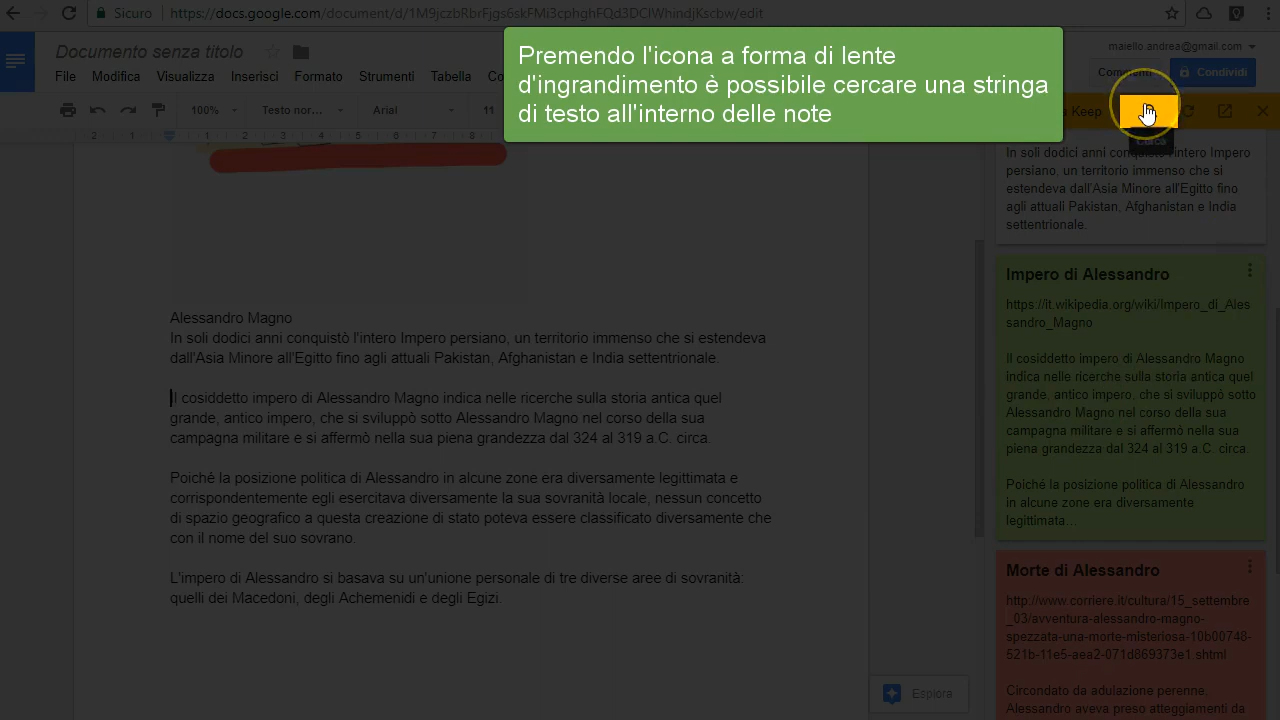 Sicuro
https://docs.google.com/document/d/1M9jczbRbrFjgs6skFMi3cphghFQd3DCIWhindjKscbw/edit
Documento senza titolo
maiello.andrea@gmail.com
File Modifica Visualizza Inserisci Formato Strumenti Tabella
Commenti
Condividi
Premendo l'icona a forma di lente
d'ingrandimento è possibile cercare una stringa
di testo all'interno delle note
100% Testo nor... Arial 11
Keep
Cerca
2 1 1 2 3 4 5 6 7 8
In soli dodici anni conquistò l'intero Impero
persiano, un territorio immenso che si
estendeva dall'Asia Minore all'Egitto fino
agli attuali Pakistan, Afghanistan e India
settentrionale.
Alessandro Magno
In soli dodici anni conquistò l'intero Impero persiano, un territorio immenso che si estendeva
dall'Asia Minore all'Egitto fino agli attuali Pakistan, Afghanistan e India settentrionale.
Il cosiddetto impero di Alessandro Magno indica nelle ricerche sulla storia antica quel
grande, antico impero, che si sviluppò sotto Alessandro Magno nel corso della sua
campagna militare e si affermò nella sua piena grandezza dal 324 al 319 a.C. circa.
Poiché la posizione politica di Alessandro in alcune zone era diversamente legittimata e
corrispondentemente egli esercitava diversamente la sua sovranità locale, nessun concetto
di spazio geografico a questa creazione di stato poteva essere classificato diversamente che
con il nome del suo sovrano.
L'impero di Alessandro si basava su un'unione personale di tre diverse aree di sovranità:
quelli dei Macedoni, degli Achemenidi e degli Egizi.
Impero di Alessandro
https://it.wikipedia.org/wiki/Impero_di_Ales
sandro_Magno
Il cosiddetto impero di Alessandro Magno
indica nelle ricerche sulla storia antica quel
grande, antico impero, che si sviluppò sotto
Alessandro Magno nel corso della sua
campagna militare e si affermò nella sua
piena grandezza dal 324 al 319 a.C. circa.
Poiché la posizione politica di Alessandro
in alcune zone era diversamente
legittimata...
Morte di Alessandro
http://www.corriere.it/cultura/15_settembre
_03/avventura-alessandro-magno-
spezzata-una-morte-misteriosa-10b00748-
521b-11e5-aea2-071d869373e1.shtml
Circondato da adulazione perenne,
Alessandro aveva preso atteggiamenti da
Esplora